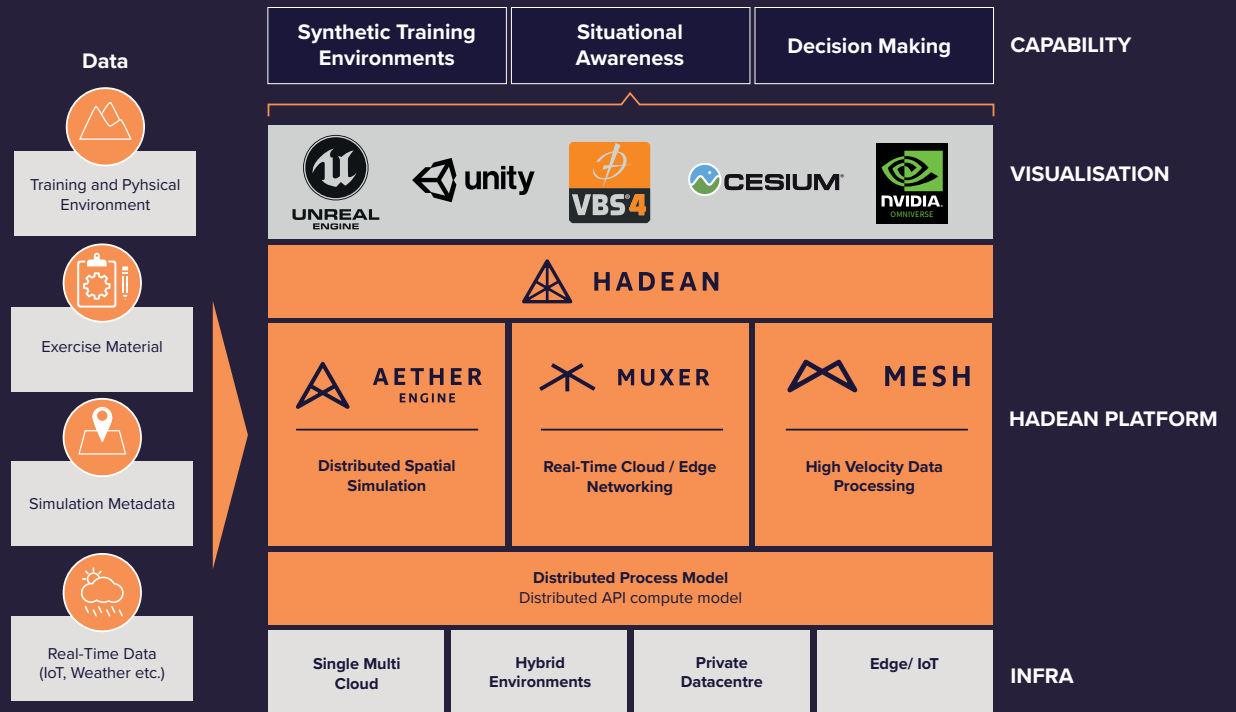 Data
Training and Pyhsical
Environment
Exercise Material
Simulation Metadata
Real-Time Data
(IoT, Weather etc.)
Synthetic Training
Environments
Situational
Awareness
Decision Making
CAPABILITY
UNREAL
ENGINE
unity
VBS®4
CESIUM®
NVIDIA.
OMNIVERSE
VISUALISATION
HADEAN
AETHER
ENGINE
Distributed Spatial
Simulation
MUXER
Real-Time Cloud / Edge
Networking
MESH
High Velocity Data
Processing
HADEAN PLATFORM
Distributed Process Model
Distributed API compute model
Single Multi
Cloud
Hybrid
Environments
Private
Datacentre
Edge/ IoT
INFRA